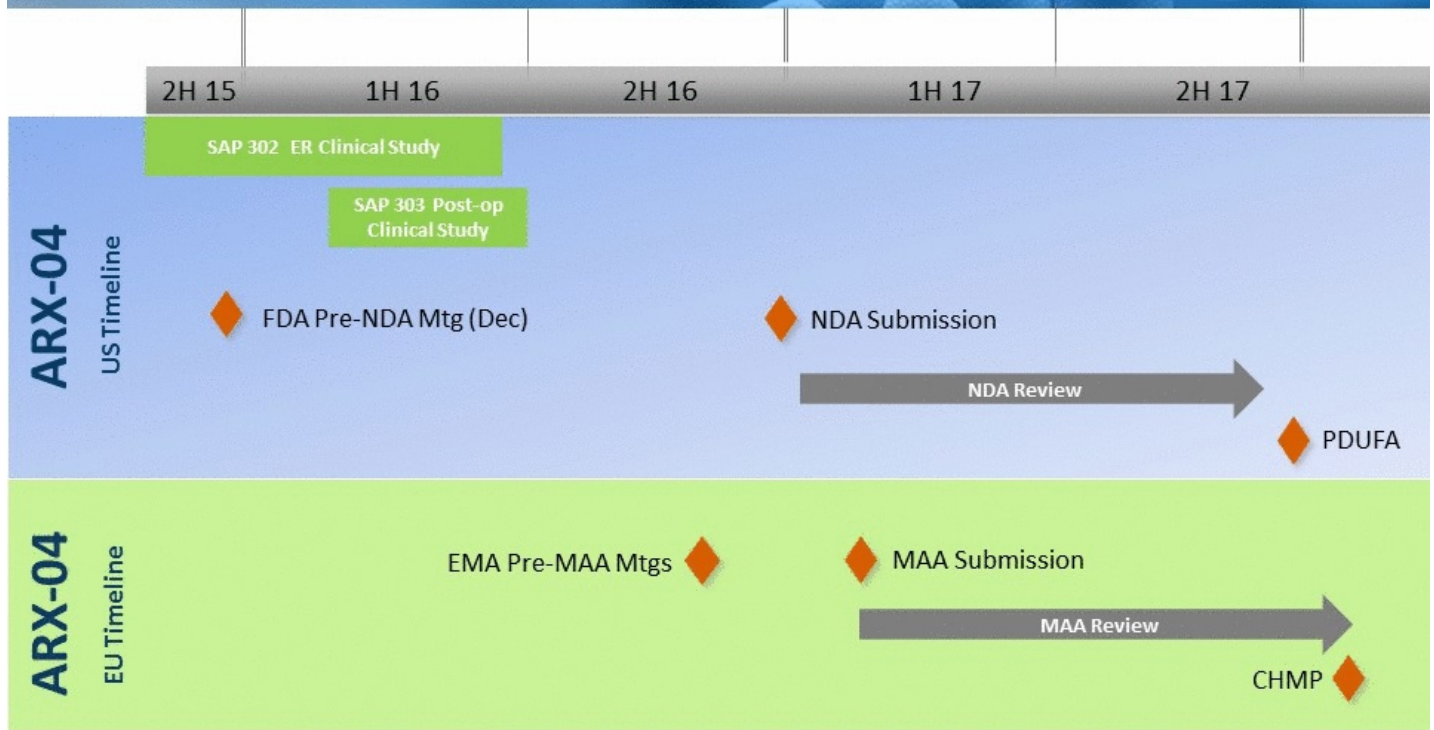 2H 15
1H 16
2H 16
1H 17
2H 17
ARX-04
US Timeline
SAP 302 ER Clinical Study
SAP 303 Post-op
Clinical Study
FDA Pre-NDA Mtg (Dec)
NDA Submission
NDA Review
PDUFA
ARX-04
EU Timeline
EMA Pre-MAA Mtgs
MAA Submission
MAA Review
CHMP